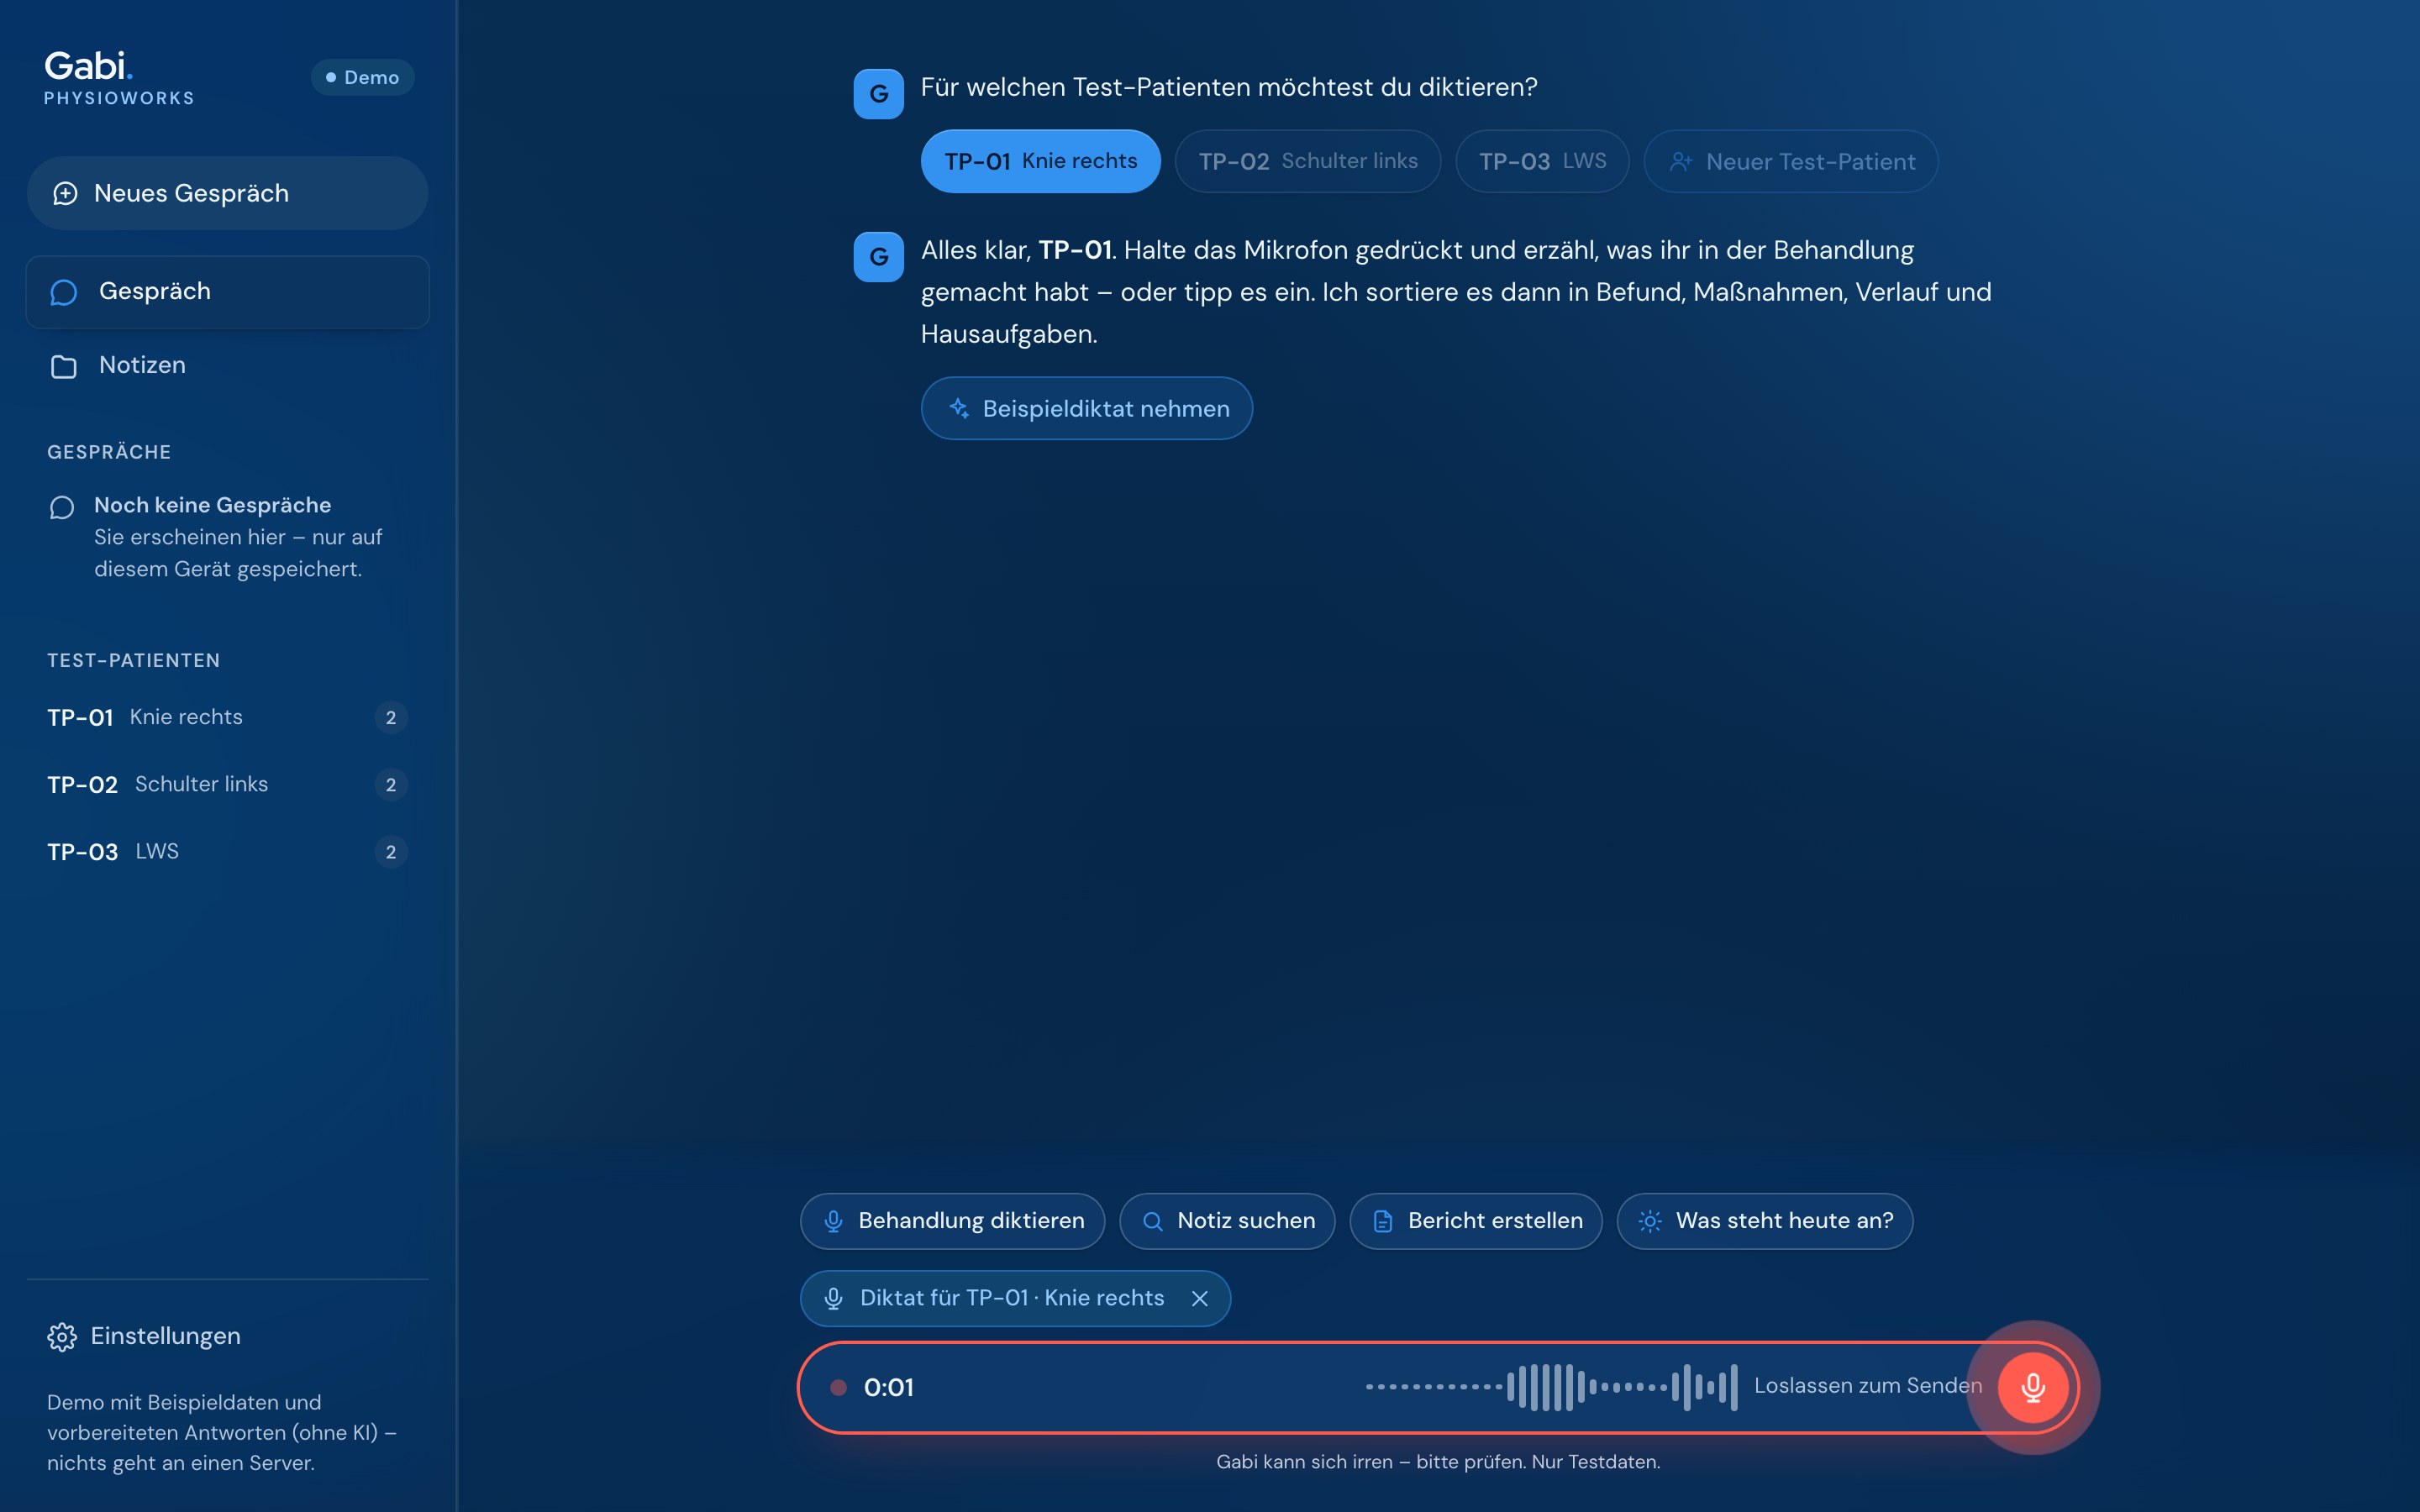 Gabi.
PHYSIOWORKS
Demo
Neues Gespräch
Gespräch
Notizen
GESPRÄCHE
Noch keine Gespräche
Sie erscheinen hier – nur auf
diesem Gerät gespeichert.
TEST-PATIENTEN
TP-01 Knie rechts 2
TP-02 Schulter links 2
TP-03 LWS 2
Einstellungen
Demo mit Beispieldaten und
vorbereiteten Antworten (ohne KI) –
nichts geht an einen Server.
G
Für welchen Test-Patienten möchtest du diktieren?
TP-01 Knie rechts TP-02 Schulter links TP-03 LWS Neuer Test-Patient
G
Alles klar, TP-01. Halte das Mikrofon gedrückt und erzähl, was ihr in der Behandlung
gemacht habt – oder tipp es ein. Ich sortiere es dann in Befund, Maßnahmen, Verlauf und
Hausaufgaben.
Beispieldiktat nehmen
Behandlung diktieren Notiz suchen Bericht erstellen Was steht heute an?
Diktat für TP-01 · Knie rechts
0:01 Loslassen zum Senden
Gabi kann sich irren – bitte prüfen. Nur Testdaten.